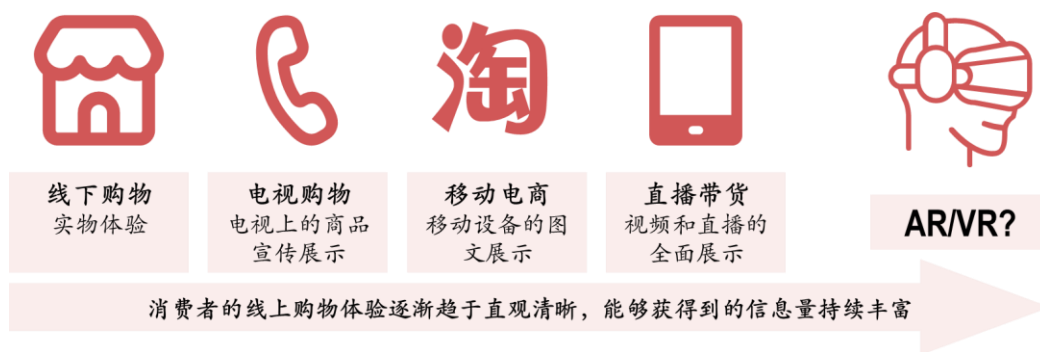 淘
线下购物
实物体验
电视购物
电视上的商品
宣传展示
移动电商
移动设备的图
文展示
直播带货
视频和直播的
全面展示
AR/VR?
消费者的线上购物体验逐渐趋于直观清晰，能够获得到的信息量持续丰富